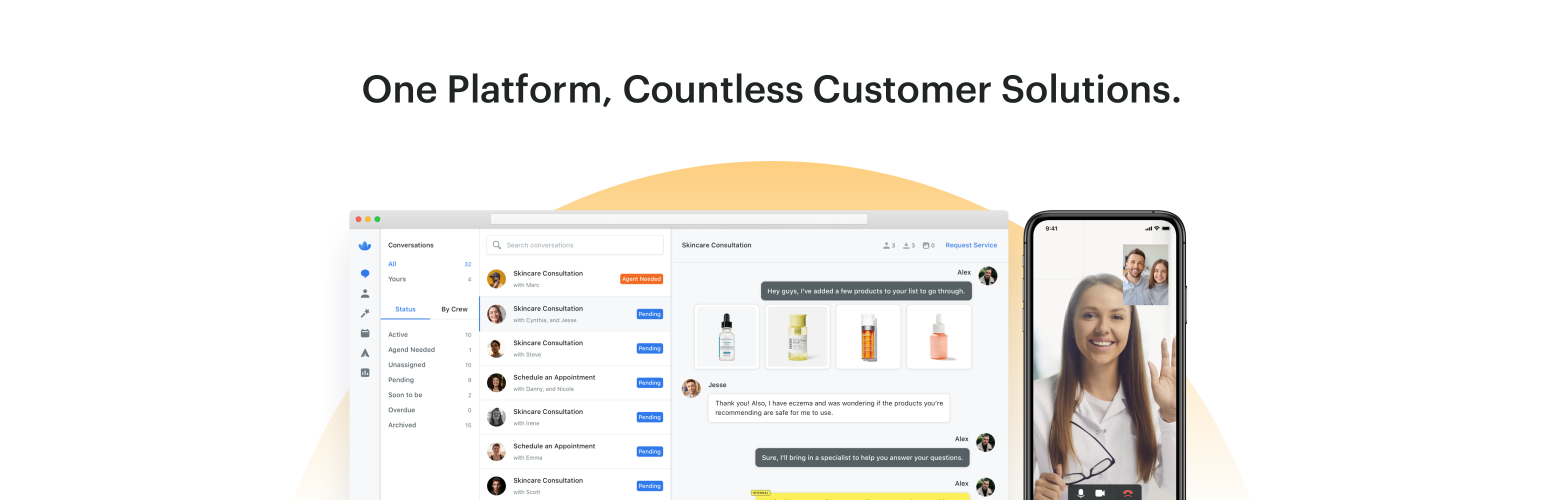 One Platform, Countless Customer Solutions.
Conversations
All 32
Yours 4
Status By Crew
Active 10
Agend Needed 1
Unassigned 10
Pending 9
Soon to be 2
Overdue 0
Archived 15
Search conversations
Skincare Consultation
with Marc
Agent Needed
Skincare Consultation
with Cynthia, and Jesse
Pending
Skincare Consultation
with Steve
Pending
Schedule an Appointment
with Danny, and Nicole
Pending
Skincare Consultation
with Irene
Pending
Schedule an Appointment
with Emma
Pending
Skincare Consultation
with Scott
Pending
Skincare Consultation 3 3 0 Request Service
Alex
Hey guys, I've added a few products to your list to go through.
Jesse
Thank you! Also, I have eczema and was wondering if the products you're
recommending are safe for me to use.
Alex
Sure, I'll bring in a specialist to help you answer your questions.
Alex
INTERNAL
9:41